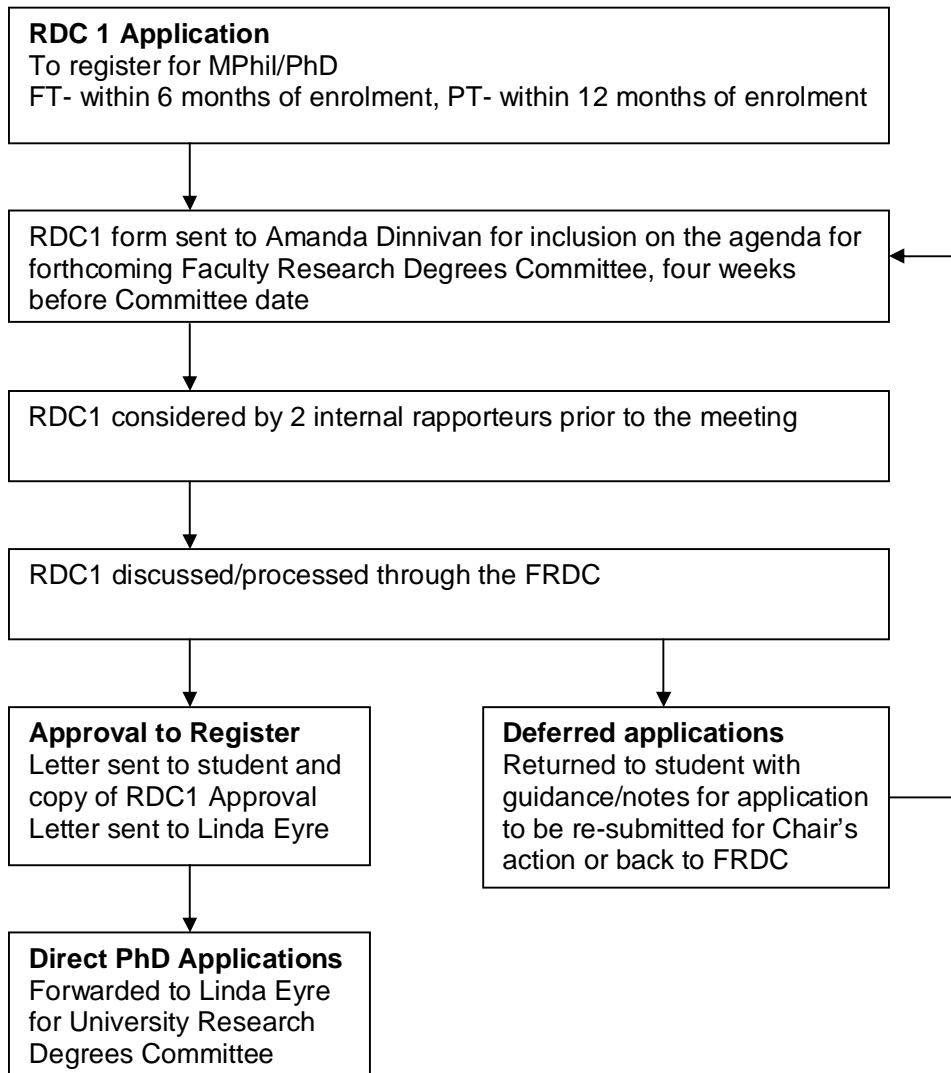 RDC 1 Application
To register for MPhil/PhD
FT- within 6 months of enrolment, PT- within 12 months of enrolment
RDC1 form sent to Amanda Dinnivan for inclusion on the agenda for
forthcoming Faculty Research Degrees Committee, four weeks
before Committee date
RDC1 considered by 2 internal rapporteurs prior to the meeting
RDC1 discussed/processed through the FRDC
Approval to Register
Letter sent to student and
copy of RDC1 Approval
Letter sent to Linda Eyre
Deferred applications
Returned to student with
guidance/notes for application
to be re-submitted for Chair's
action or back to FRDC
Direct PhD Applications
Forwarded to Linda Eyre
for University Research
Degrees Committee